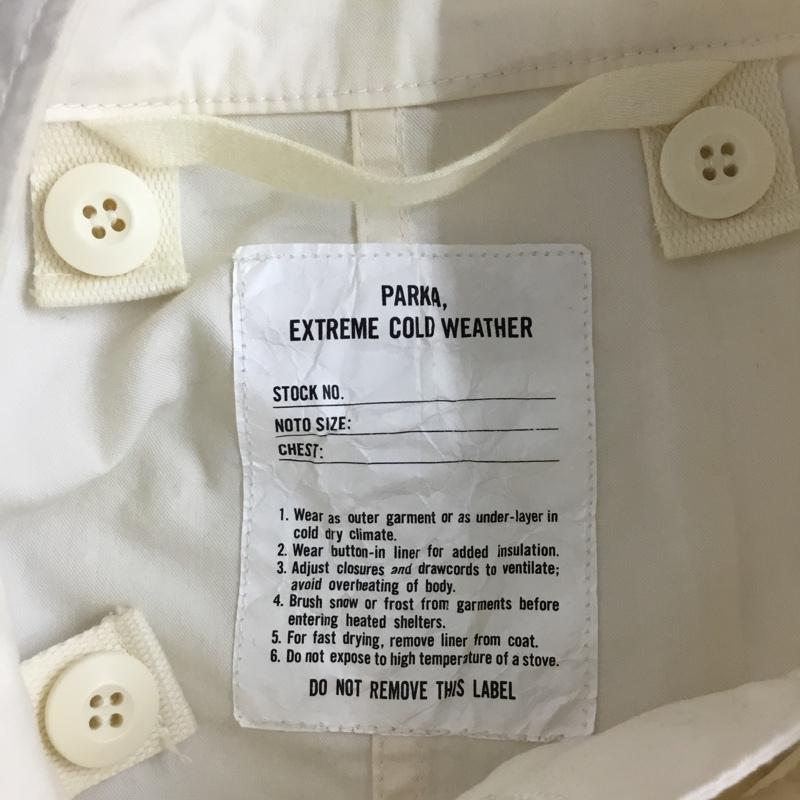 PARKA,
EXTREME COLD WEATHER
STOCK NO.
NOTO SIZE:
CHEST:
1. Wear as outer garment or as under-layer in
cold dry climate.
2. Wear button-in liner for added insulation.
3. Adjust closures and drawcords to ventilate;
avoid overheating of body.
4. Brush snow or frost from garments before
entering heated shelters.
5. For fast drying, remove liner from coat.
6. Do not expose to high temperature of a stove.
DO NOT REMOVE THIS LABEL